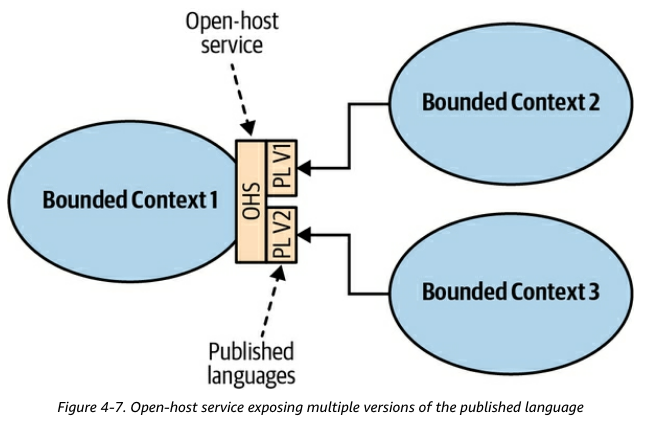 Open-host
service
Bounded Context 2
PL V1
Bounded Context 1
OHS
PL V2
Bounded Context 3
Published
languages
Figure 4-7. Open-host service exposing multiple versions of the published language